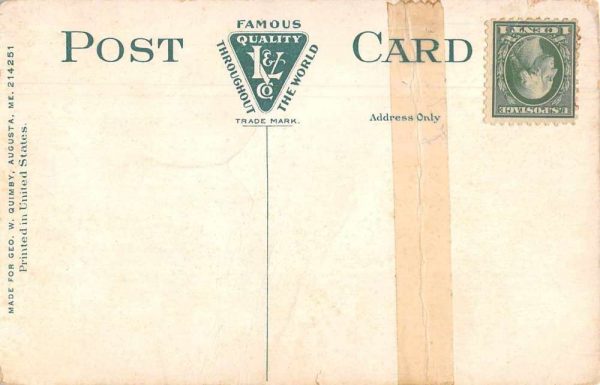 POST CARD
FAMOUS
QUALITY
THROUGHOUT
THE WORLD
L & Co
TRADE MARK.
Address Only
U.S. POSTAGE
1 CENT 1
MADE FOR GEO. W. QUIMBY, AUGUSTA, ME. 214251
Printed in United States.